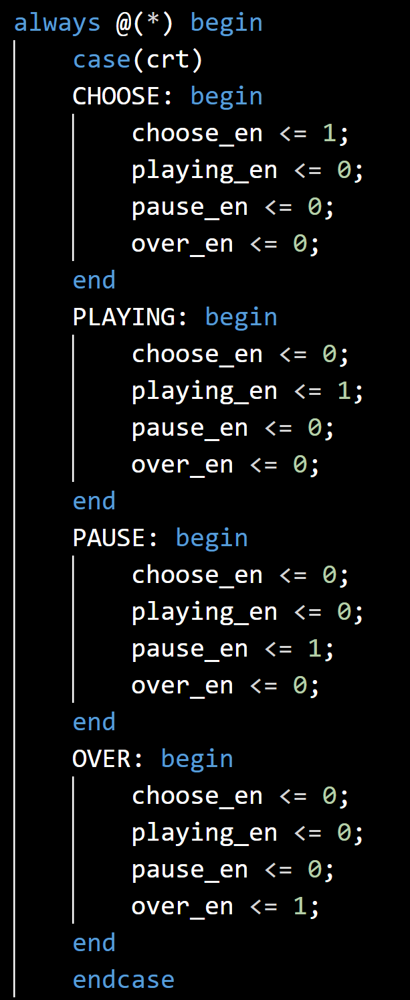 always @(*) begin
    case(crt)
    CHOOSE: begin
        choose_en <= 1;
        playing_en <= 0;
        pause_en <= 0;
        over_en <= 0;
    end
    PLAYING: begin
        choose_en <= 0;
        playing_en <= 1;
        pause_en <= 0;
        over_en <= 0;
    end
    PAUSE: begin
        choose_en <= 0;
        playing_en <= 0;
        pause_en <= 1;
        over_en <= 0;
    end
    OVER: begin
        choose_en <= 0;
        playing_en <= 0;
        pause_en <= 0;
        over_en <= 1;
    end
    endcase